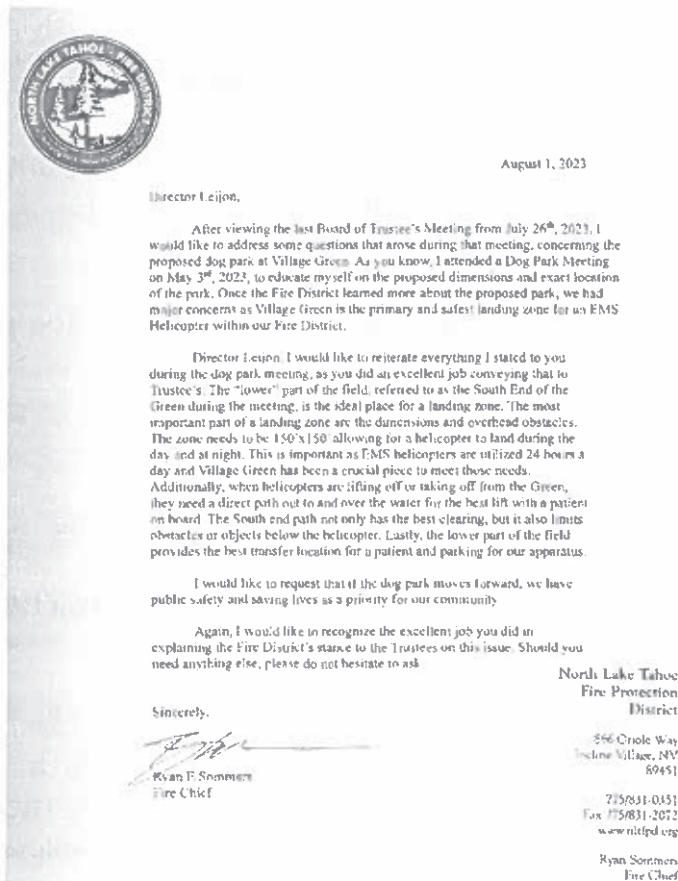 NORTH LAKE TAHOE FIRE DISTRICT
August 1, 2023
Director Leijon,
After viewing the last Board of Trustee's Meeting from July 26th, 2023, I
would like to address some questions that arose during that meeting, concerning the
proposed dog park at Village Green. As you know, I attended a Dog Park Meeting
on May 3rd, 2023, to educate myself on the proposed dimensions and exact location
of the park. Once the Fire District learned more about the proposed park, we had
major concerns as Village Green is the primary and safest landing zone for an EMS
Helicopter within our Fire District.
Director Leijon, I would like to reiterate everything I stated to you
during the dog park meeting, as you did an excellent job conveying that to
Trustee's. The "lower" part of the field, referred to as the South End of the
Green during the meeting, is the ideal place for a landing zone. The most
important part of a landing zone are the dimensions and overhead obstacles.
The zone needs to be 150'x150' allowing for a helicopter to land during the
day and at night. This is important as EMS helicopters are utilized 24 hours a
day and Village Green has been a crucial piece to meet those needs.
Additionally, when helicopters are lifting off or taking off from the Green,
they need a direct path out to and over the water for the best lift with a patient
on board. The South end path not only has the best clearing, but it also limits
obstacles or objects below the helicopter. Lastly, the lower part of the field
provides the best transfer location for a patient and parking for our apparatus.
I would like to request that if the dog park moves forward, we have
public safety and saving lives as a priority for our community
Again, I would like to recognize the excellent job you did in
explaining the Fire District's stance to the Trustees on this issue. Should you
need anything else, please do not hesitate to ask
Sincerely,
Ryan F Sommers
Fire Chief
North Lake Tahoe
Fire Protection
District
866 Oriole Way
Incline Village, NV
89451
775/831-0351
Fax 775/831-2072
www.nltfpd.org
Ryan Sommers
Fire Chief